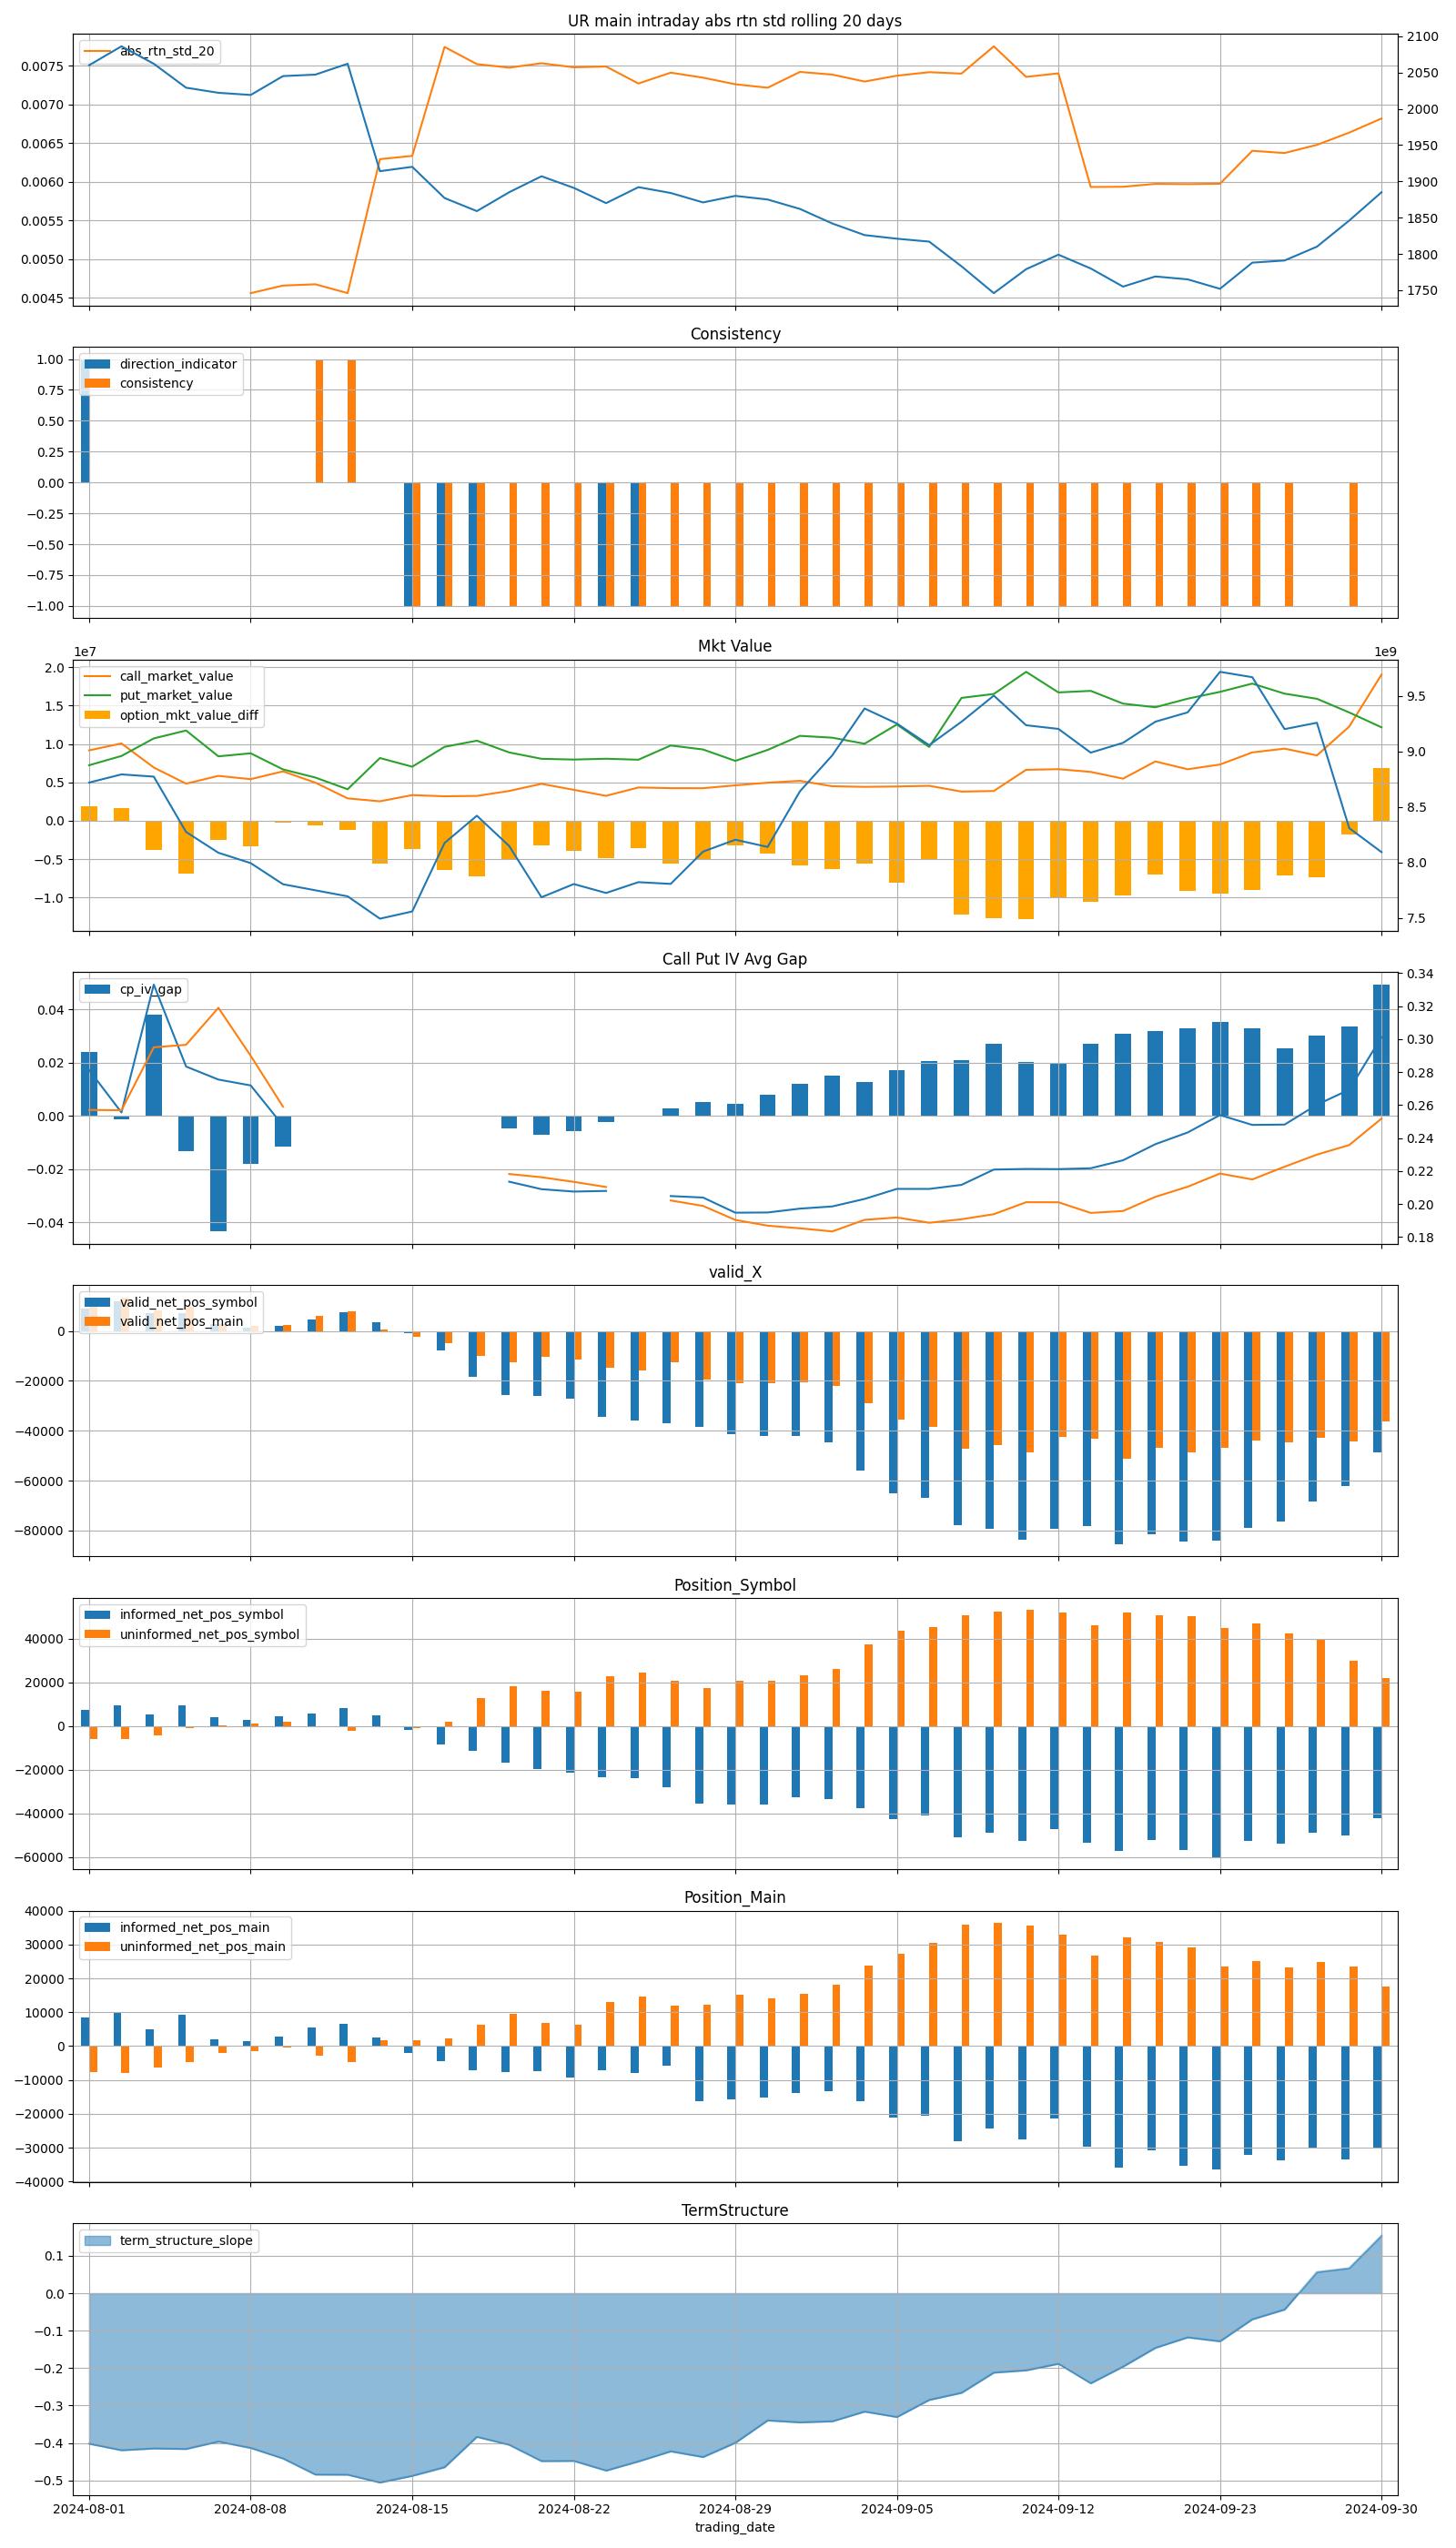 UR main intraday abs rtn std rolling 20 days
abs_rtn_std_20
0.0075
0.0070
0.0065
0.0060
0.0055
0.0050
0.0045
2100
2050
2000
1950
1900
1850
1800
1750
Consistency
direction_indicator
consistency
1.00
0.75
0.50
0.25
0.00
−0.25
−0.50
−0.75
−1.00
Mkt Value
1e7
1e9
call_market_value
put_market_value
option_mkt_value_diff
2.0
1.5
1.0
0.5
0.0
−0.5
−1.0
9.5
9.0
8.5
8.0
7.5
Call Put IV Avg Gap
cp_iv_gap
0.04
0.02
0.00
−0.02
−0.04
0.34
0.32
0.30
0.28
0.26
0.24
0.22
0.20
0.18
valid_X
valid_net_pos_symbol
valid_net_pos_main
0
−20000
−40000
−60000
−80000
Position_Symbol
informed_net_pos_symbol
uninformed_net_pos_symbol
40000
20000
0
−20000
−40000
−60000
Position_Main
informed_net_pos_main
uninformed_net_pos_main
40000
30000
20000
10000
0
−10000
−20000
−30000
−40000
TermStructure
term_structure_slope
0.1
0.0
−0.1
−0.2
−0.3
−0.4
−0.5
2024-08-01 2024-08-08 2024-08-15 2024-08-22 2024-08-29 2024-09-05 2024-09-12 2024-09-23 2024-09-30
trading_date